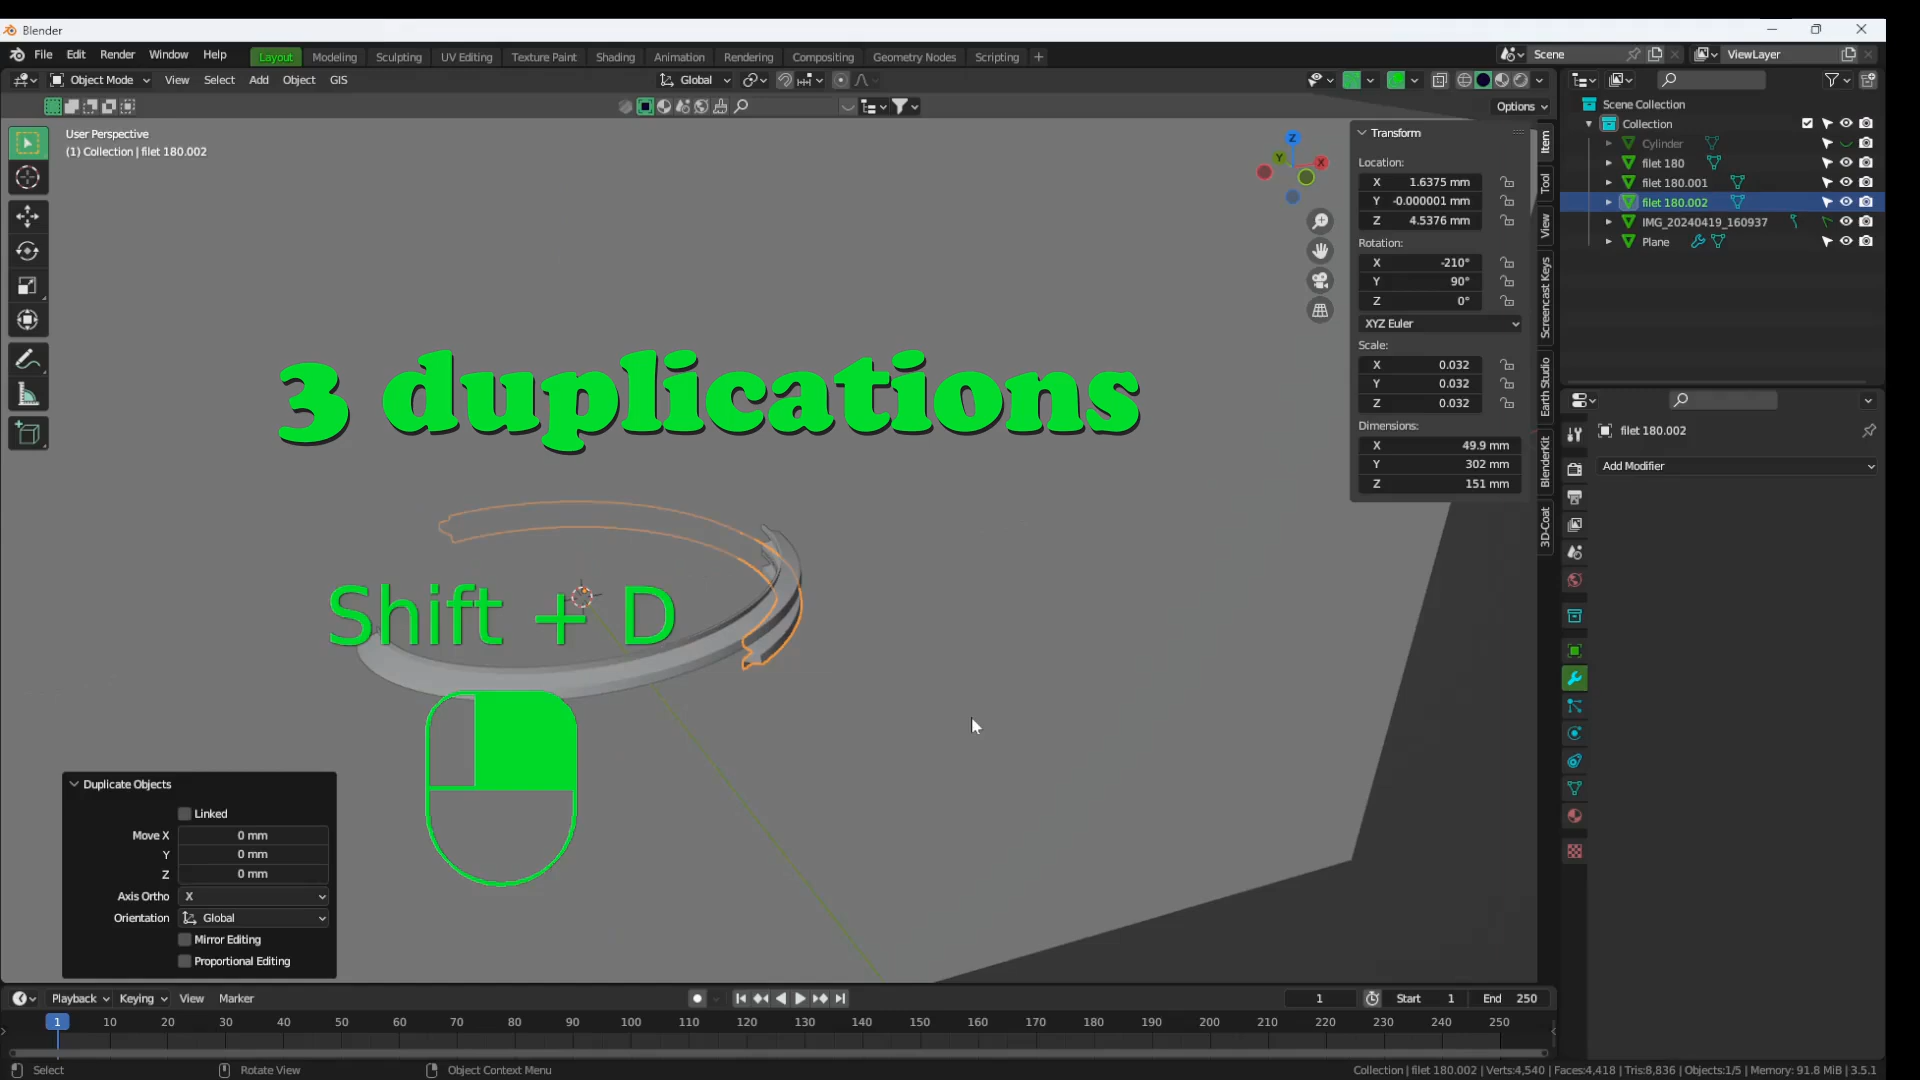 Blender
File Edit Render Window Help Layout Modeling Sculpting UV Editing Texture Paint Shading Animation Rendering Compositing Geometry Nodes Scripting + Scene ViewLayer
Object Mode View Select Add Object GIS Global
Options
User Perspective
(1) Collection | filet 180.002
Z
Y
X
Transform
Location:
X 1.6375 mm
Y -0.000001 mm
Z 4.5376 mm
Rotation:
X -210°
Y 90°
Z 0°
XYZ Euler
Scale:
X 0.032
Y 0.032
Z 0.032
Dimensions:
X 49.9 mm
Y 302 mm
Z 151 mm
Item
Tool
View
Screencast Keys
Earth Studio
BlenderKit
3D-Coat
Scene Collection
Collection
Cylinder
filet 180
filet 180.001
filet 180.002
IMG_20240419_160937
Plane
filet 180.002
Add Modifier
3 duplications
Shift + D
Duplicate Objects
Linked
Move X 0 mm
Y 0 mm
Z 0 mm
Axis Ortho X
Orientation Global
Mirror Editing
Proportional Editing
Playback Keying View Marker 1 Start 1 End 250
1 10 20 30 40 50 60 70 80 90 100 110 120 130 140 150 160 170 180 190 200 210 220 230 240 250
Select Rotate View Object Context Menu Collection | filet 180.002 | Verts:4,540 | Faces:4,418 | Tris:8,836 | Objects:1/5 | Memory: 91.8 MiB | 3.5.1